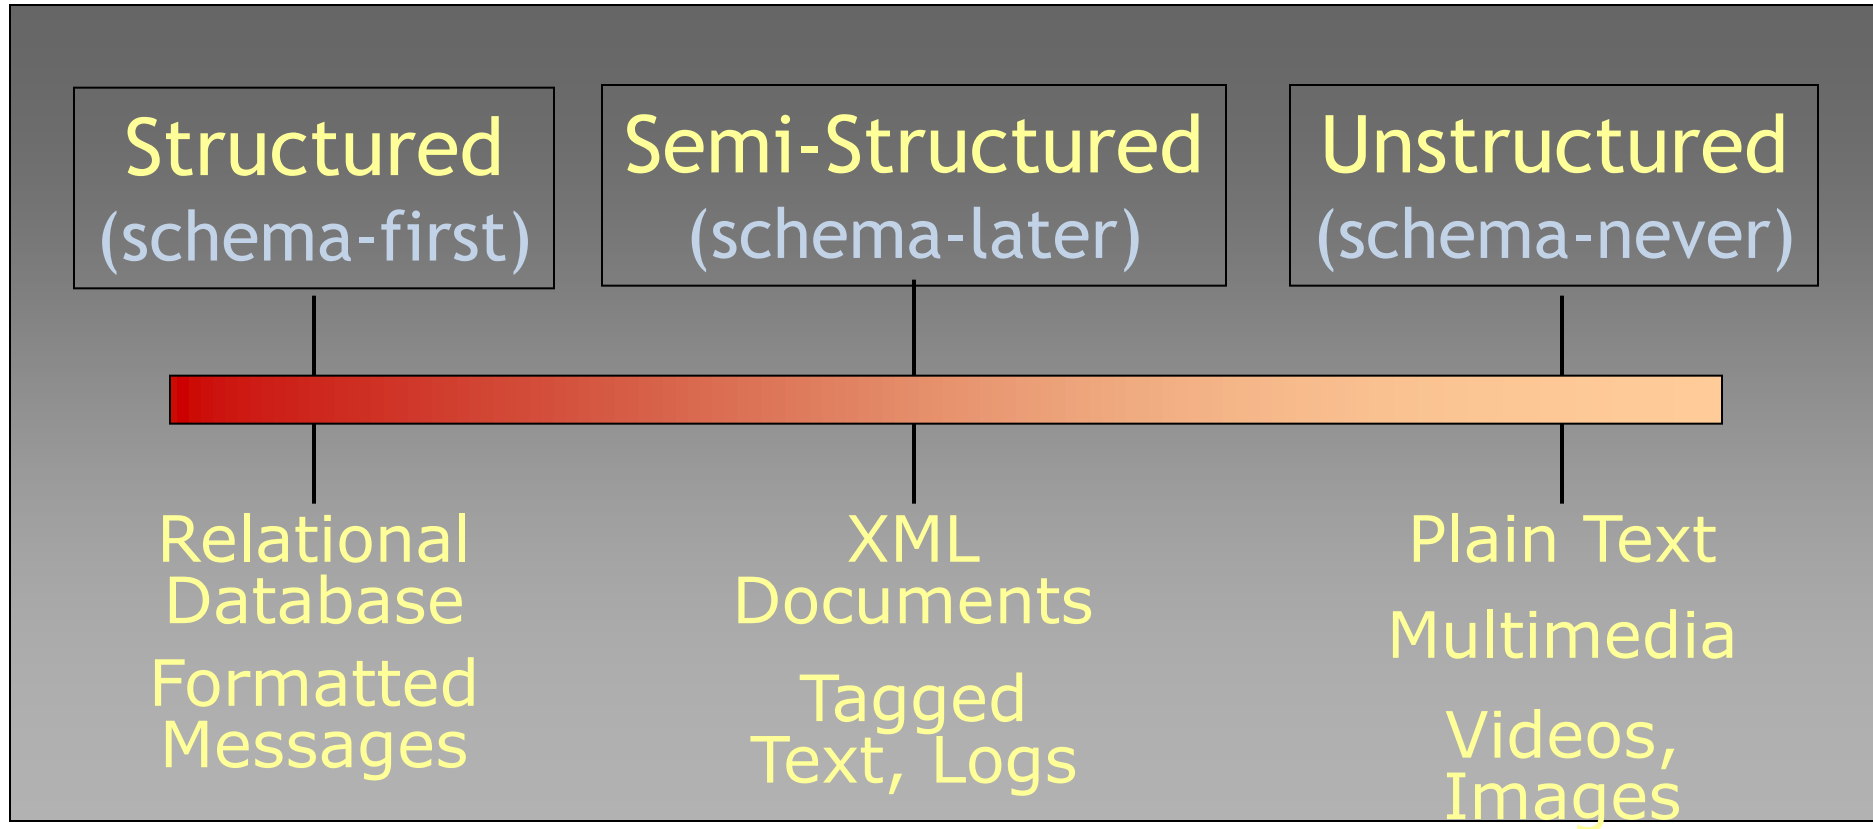 Structured
(schema-first)
Semi-Structured
(schema-later)
Unstructured
(schema-never)
Relational
Database
Formatted
Messages
XML
Documents
Tagged
Text, Logs
Plain Text
Multimedia
Videos,
Images